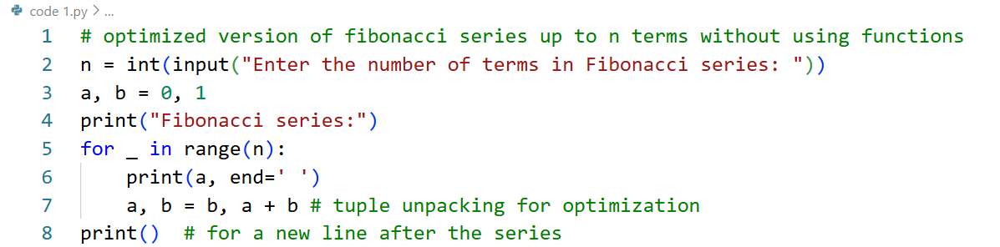 code 1.py > ...
1 # optimized version of fibonacci series up to n terms without using functions
2 n = int(input("Enter the number of terms in Fibonacci series: "))
3 a, b = 0, 1
4 print("Fibonacci series:")
5 for _ in range(n):
6     print(a, end=' ')
7     a, b = b, a + b # tuple unpacking for optimization
8 print()  # for a new line after the series